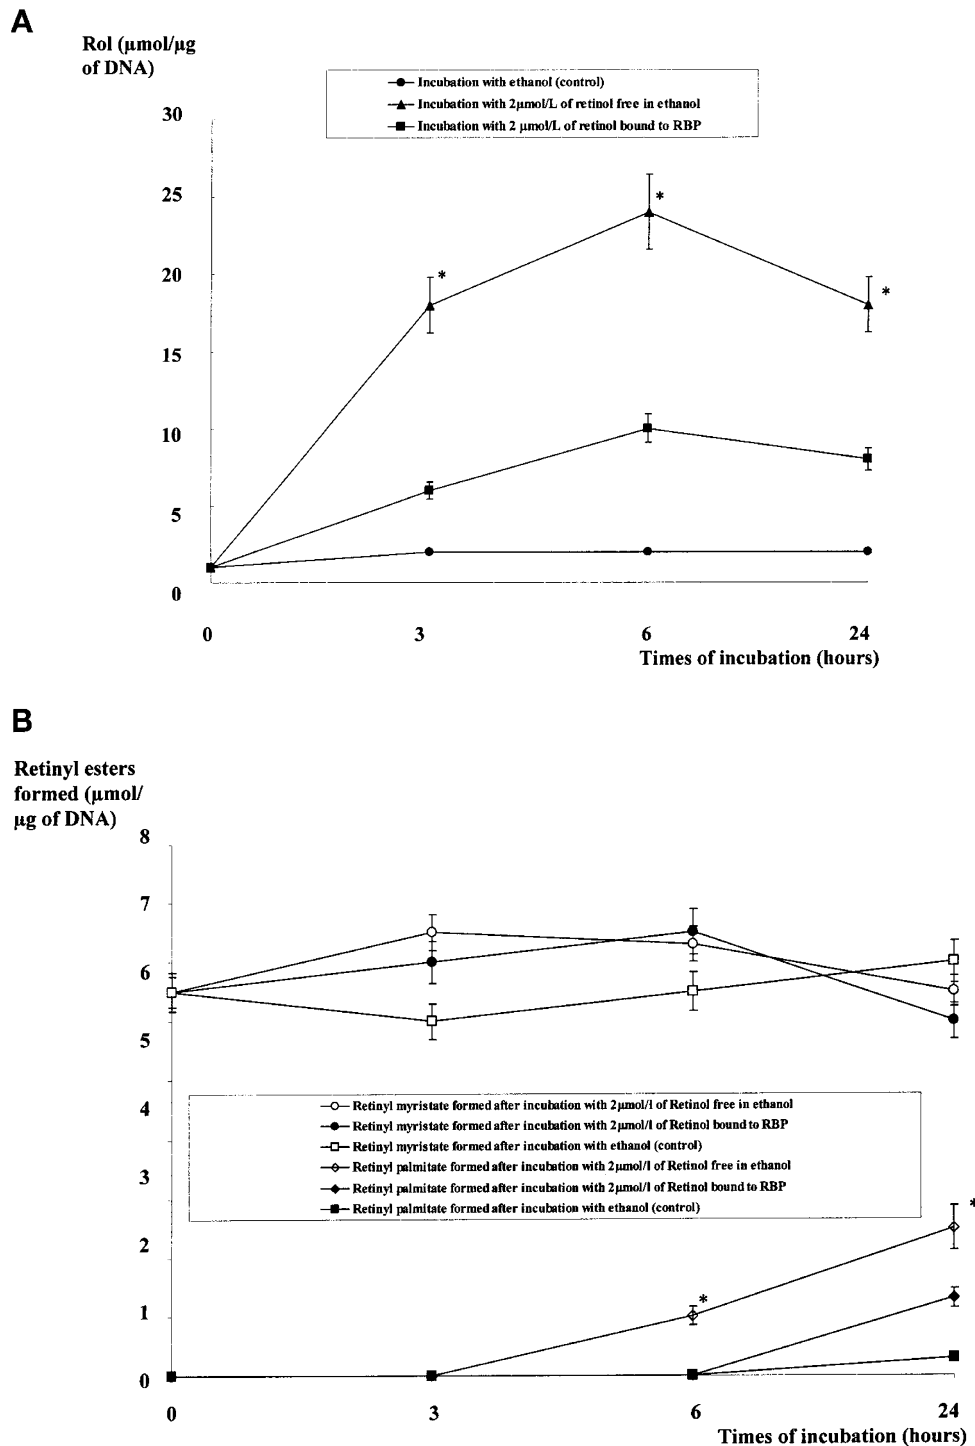 A
Rol (µmol/µg
of DNA)
Incubation with ethanol (control)
Incubation with 2µmol/L of retinol free in ethanol
Incubation with 2 µmol/L of retinol bound to RBP
30
25
20
15
10
5
0
*
*
*
0 3 6 24
Times of incubation (hours)
B
Retinyl esters
formed (µmol/
µg of DNA)
8
7
6
5
4
3
2
1
0
Retinyl myristate formed after incubation with 2µmol/l of Retinol free in ethanol
Retinyl myristate formed after incubation with 2µmol/l of Retinol bound to RBP
Retinyl myristate formed after incubation with ethanol (control)
Retinyl palmitate formed after incubation with 2µmol/l of Retinol free in ethanol
Retinyl palmitate formed after incubation with 2µmol/l of Retinol bound to RBP
Retinyl palmitate formed after incubation with ethanol (control)
*
*
0 3 6 24
Times of incubation (hours)